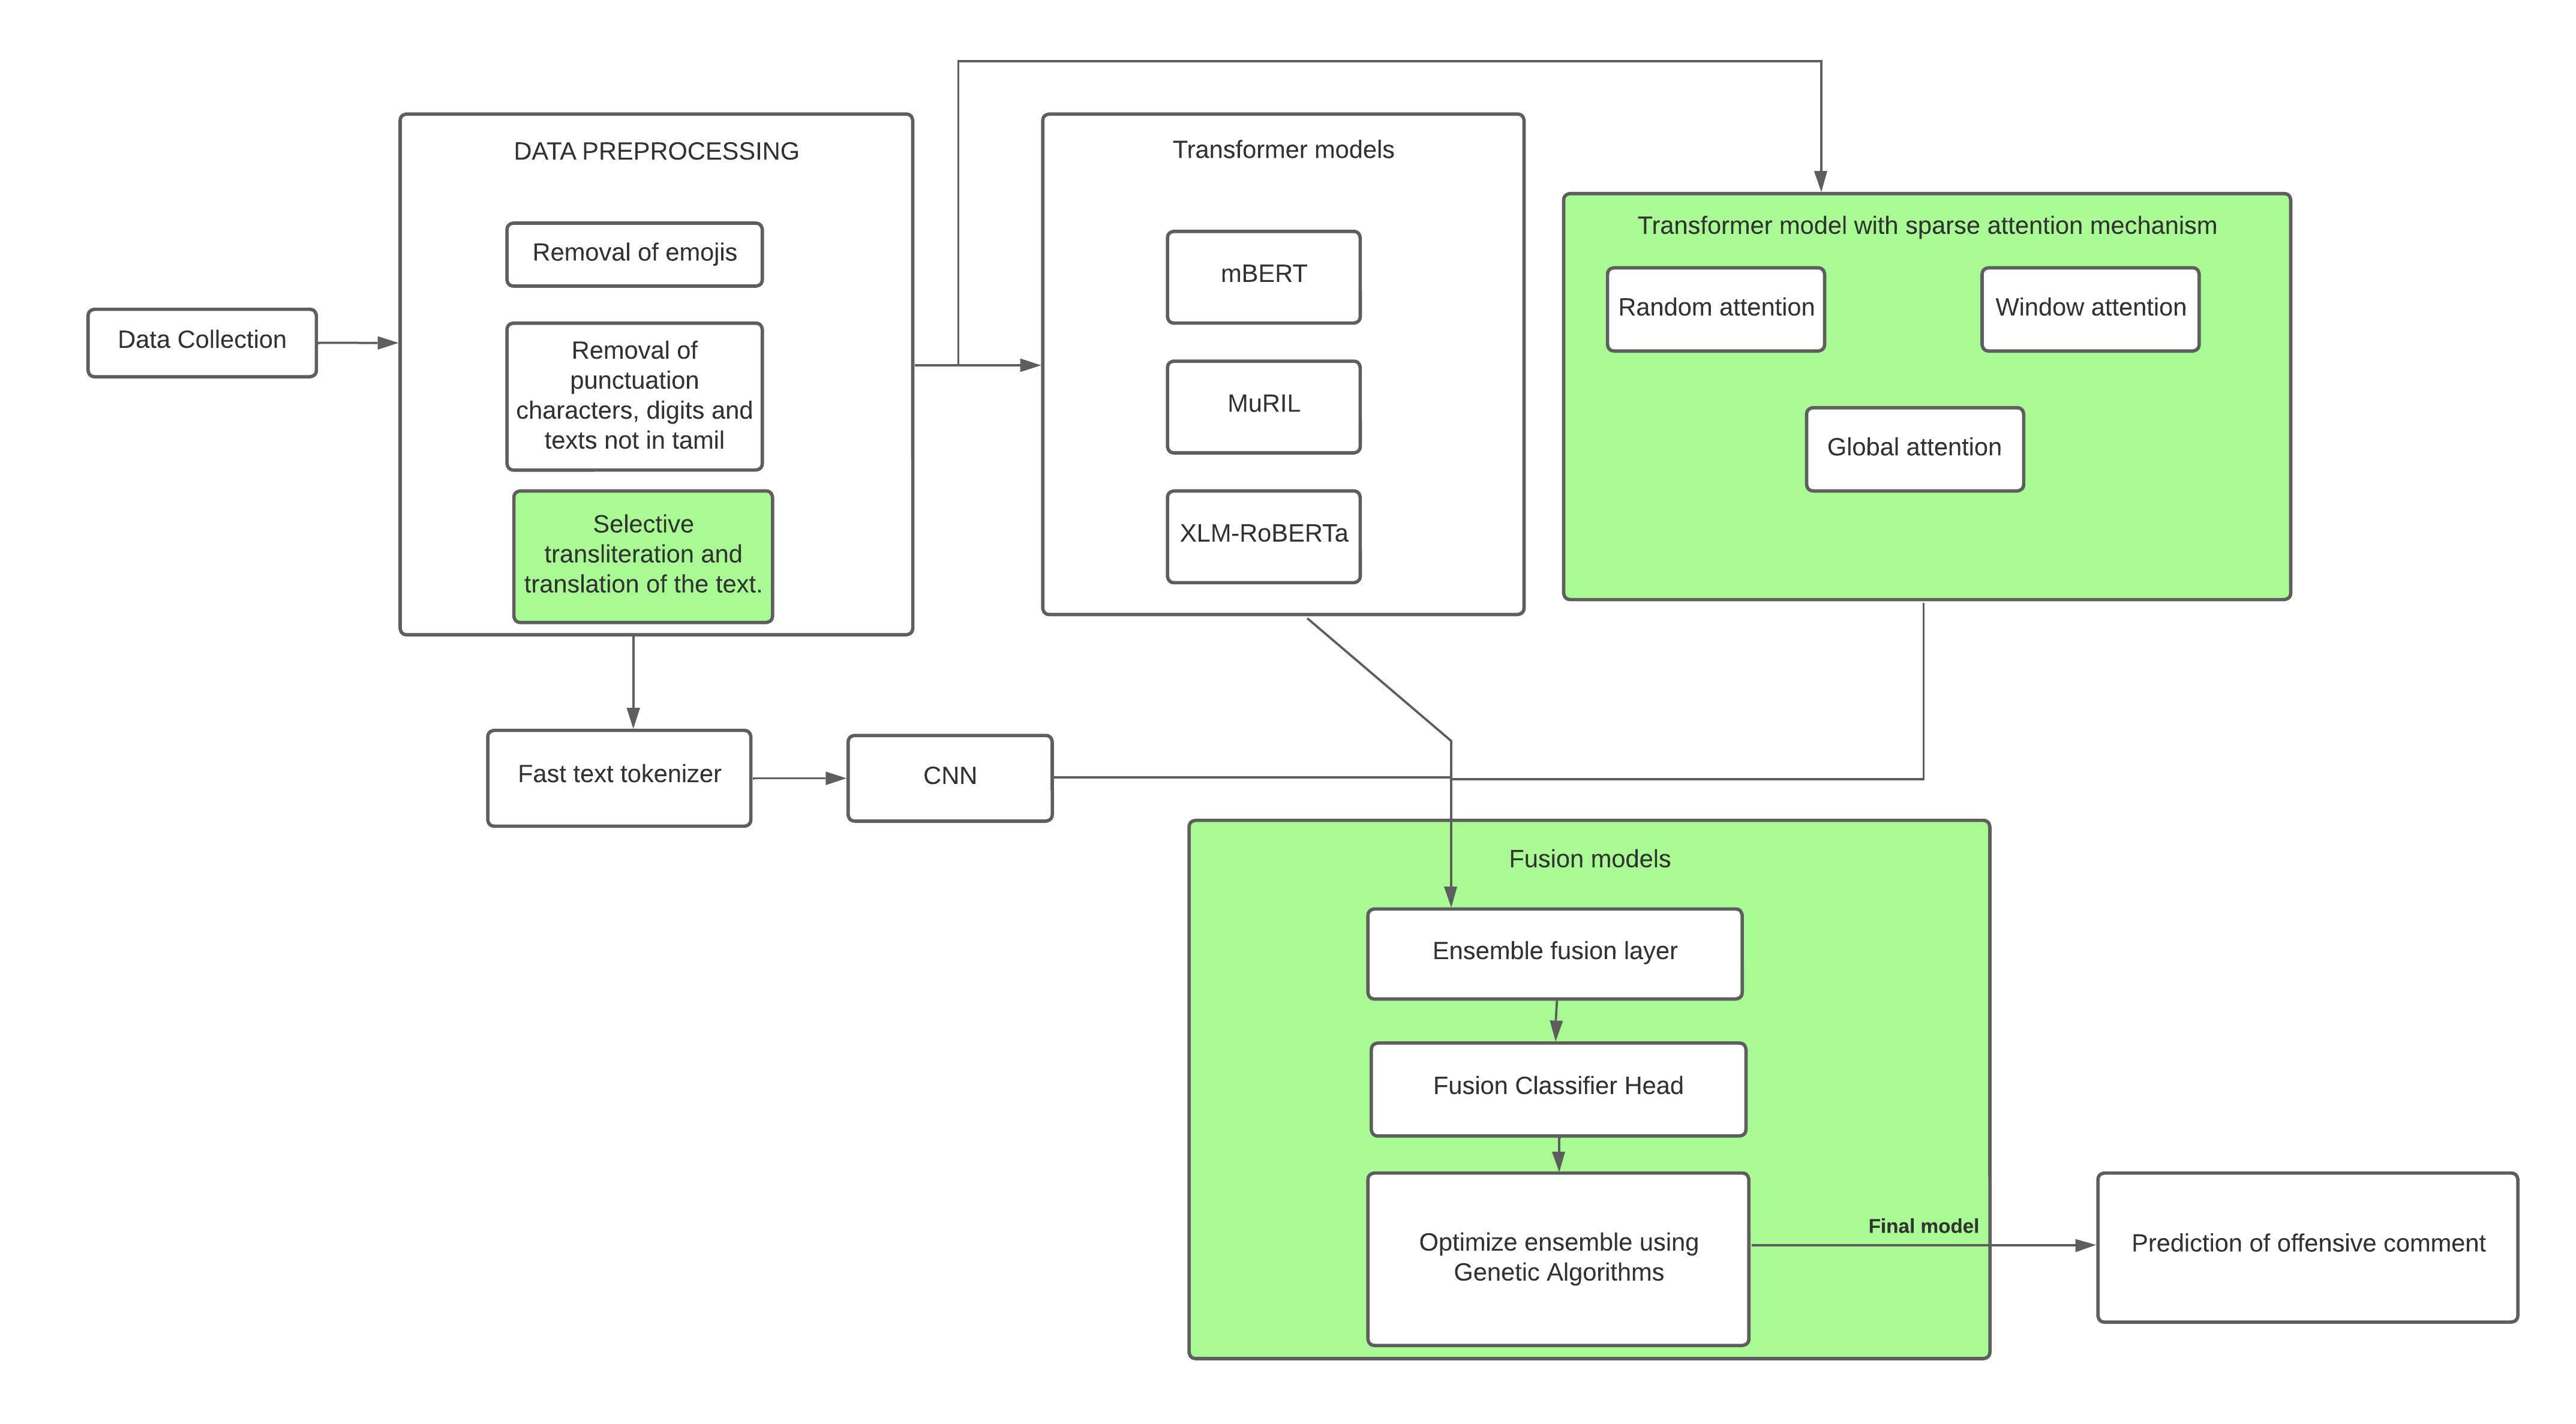 Data Collection
DATA PREPROCESSING
Removal of emojis
Removal of
punctuation
characters, digits and
texts not in tamil
Selective
transliteration and
translation of the text.
Transformer models
mBERT
MuRIL
XLM-RoBERTa
Transformer model with sparse attention mechanism
Random attention
Window attention
Global attention
Fast text tokenizer
CNN
Fusion models
Ensemble fusion layer
Fusion Classifier Head
Optimize ensemble using
Genetic Algorithms
Final model
Prediction of offensive comment